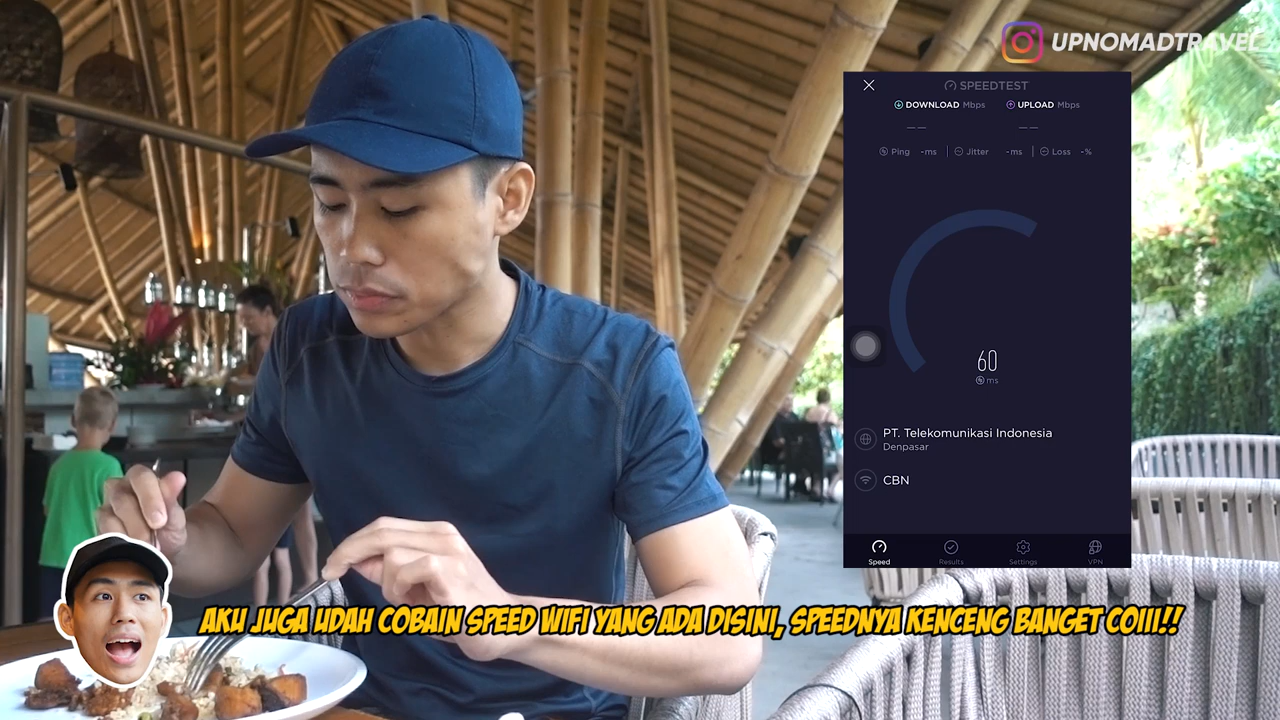 UPNOMADTRAVEL
SPEEDTEST
DOWNLOAD Mbps UPLOAD Mbps
— — — —
Ping -ms Jitter -ms Loss -%
60
ms
PT. Telekomunikasi Indonesia
Denpasar
CBN
Speed Results Settings VPN
AKU JUGA UDAH COBAIN SPEED WIFI YANG ADA DISINI, SPEEDNYA KENCENG BANGET COIII!!